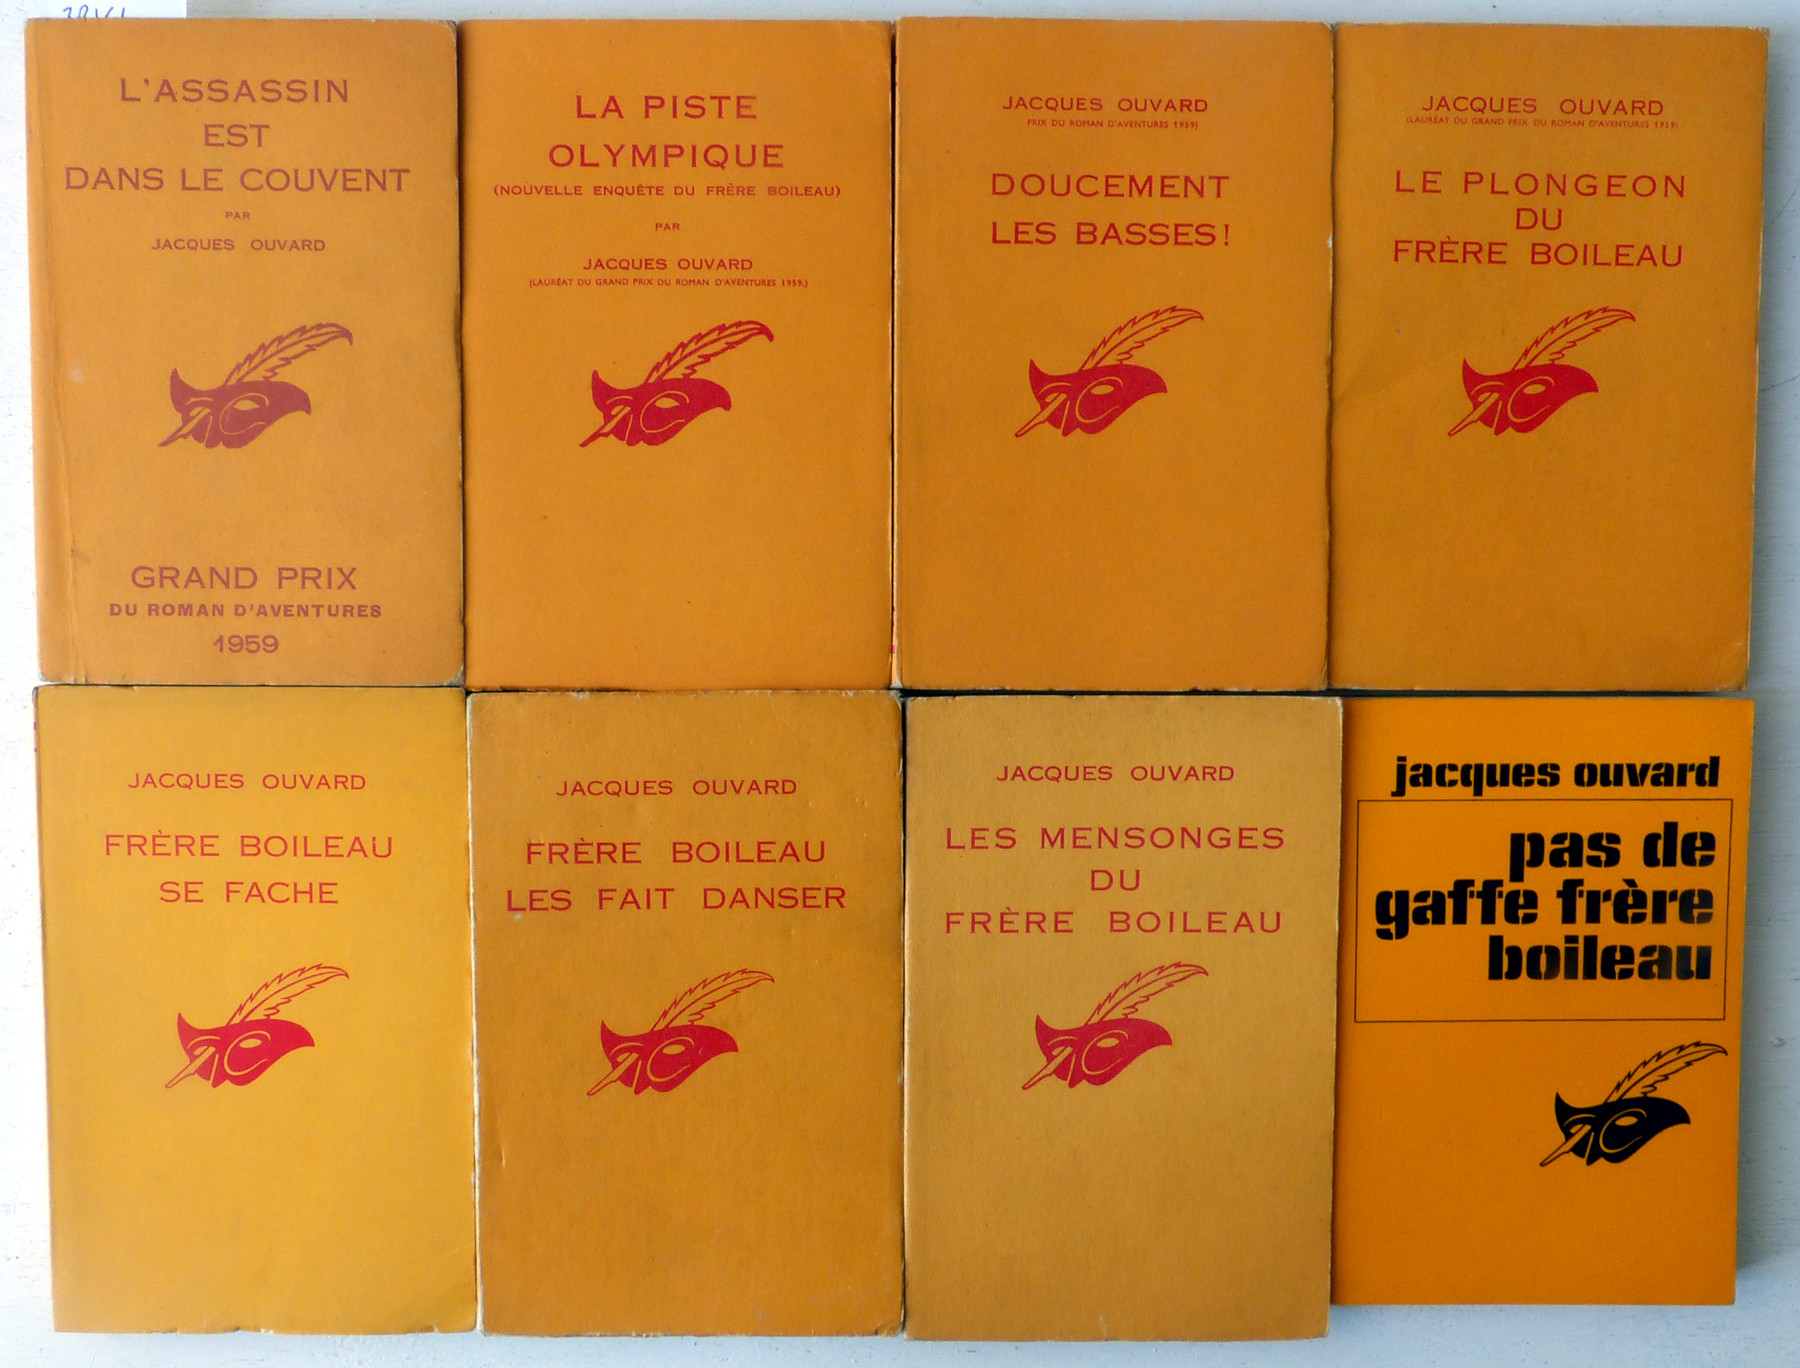 L'ASSASSIN
EST
DANS LE COUVENT
PAR
JACQUES OUVARD
GRAND PRIX
DU ROMAN D'AVENTURES
1959
LA PISTE
OLYMPIQUE
(NOUVELLE ENQUÊTE DU FRÈRE BOILEAU)
PAR
JACQUES OUVARD
(LAURÉAT DU GRAND PRIX DU ROMAN D'AVENTURES 1959.)
JACQUES OUVARD
PRIX DU ROMAN D'AVENTURES 1959)
DOUCEMENT
LES BASSES!
JACQUES OUVARD
(LAURÉAT DU GRAND PRIX DU ROMAN D'AVENTURES 1959)
LE PLONGEON
DU
FRÈRE BOILEAU
JACQUES OUVARD
FRÈRE BOILEAU
SE FACHE
JACQUES OUVARD
FRÈRE BOILEAU
LES FAIT DANSER
JACQUES OUVARD
LES MENSONGES
DU
FRÈRE BOILEAU
jacques ouvard
pas de
gaffe frère
boileau